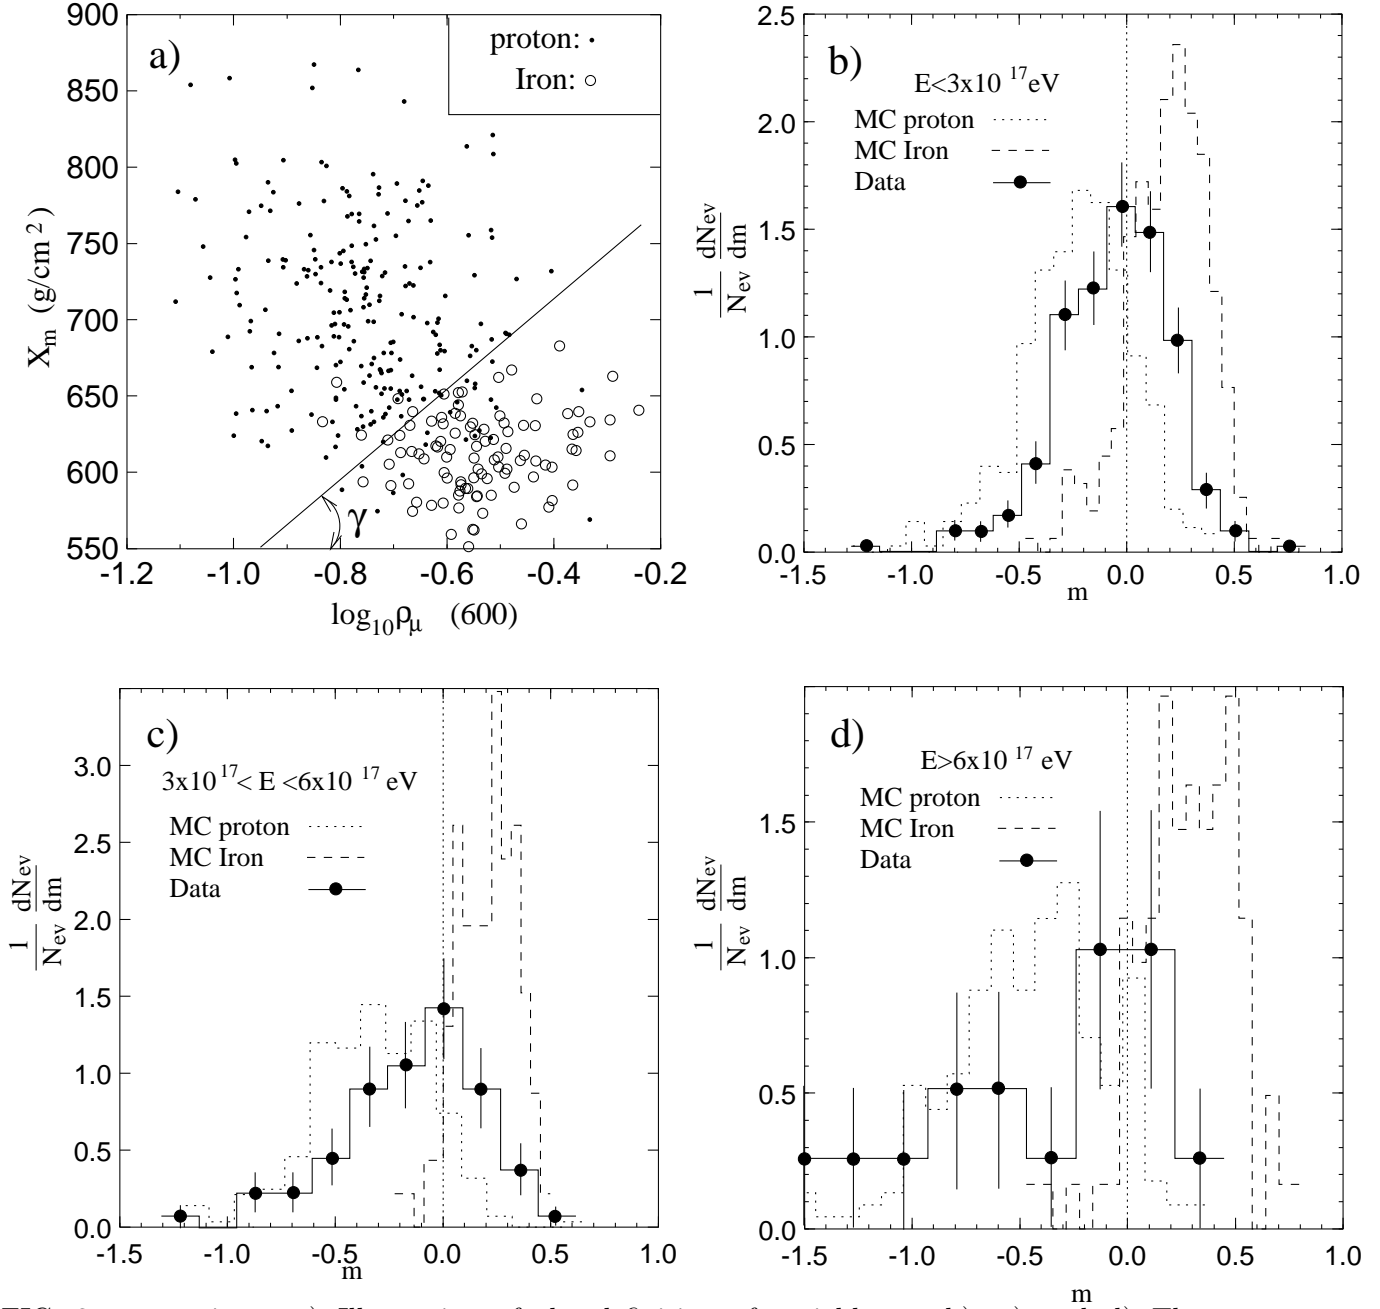 a)
proton:
Iron:
900
850
800
750
700
650
600
550
X_m (g/cm^2)
γ
-1.2 -1.0 -0.8 -0.6 -0.4 -0.2
log_10 ρ_μ (600)
b)
E<3x10^17 eV
MC proton
MC Iron
Data
2.5
2.0
1.5
1.0
0.5
0.0
1/N_ev dN_ev/dm
-1.5 -1.0 -0.5 0.0 0.5 1.0
m
c)
3x10^17 < E <6x10^17 eV
MC proton
MC Iron
Data
3.0
2.5
2.0
1.5
1.0
0.5
0.0
1/N_ev dN_ev/dm
-1.5 -1.0 -0.5 0.0 0.5 1.0
m
d)
E>6x10^17 eV
MC proton
MC Iron
Data
1.5
1.0
0.5
0.0
1/N_ev dN_ev/dm
-1.5 -1.0 -0.5 0.0 0.5 1.0
m